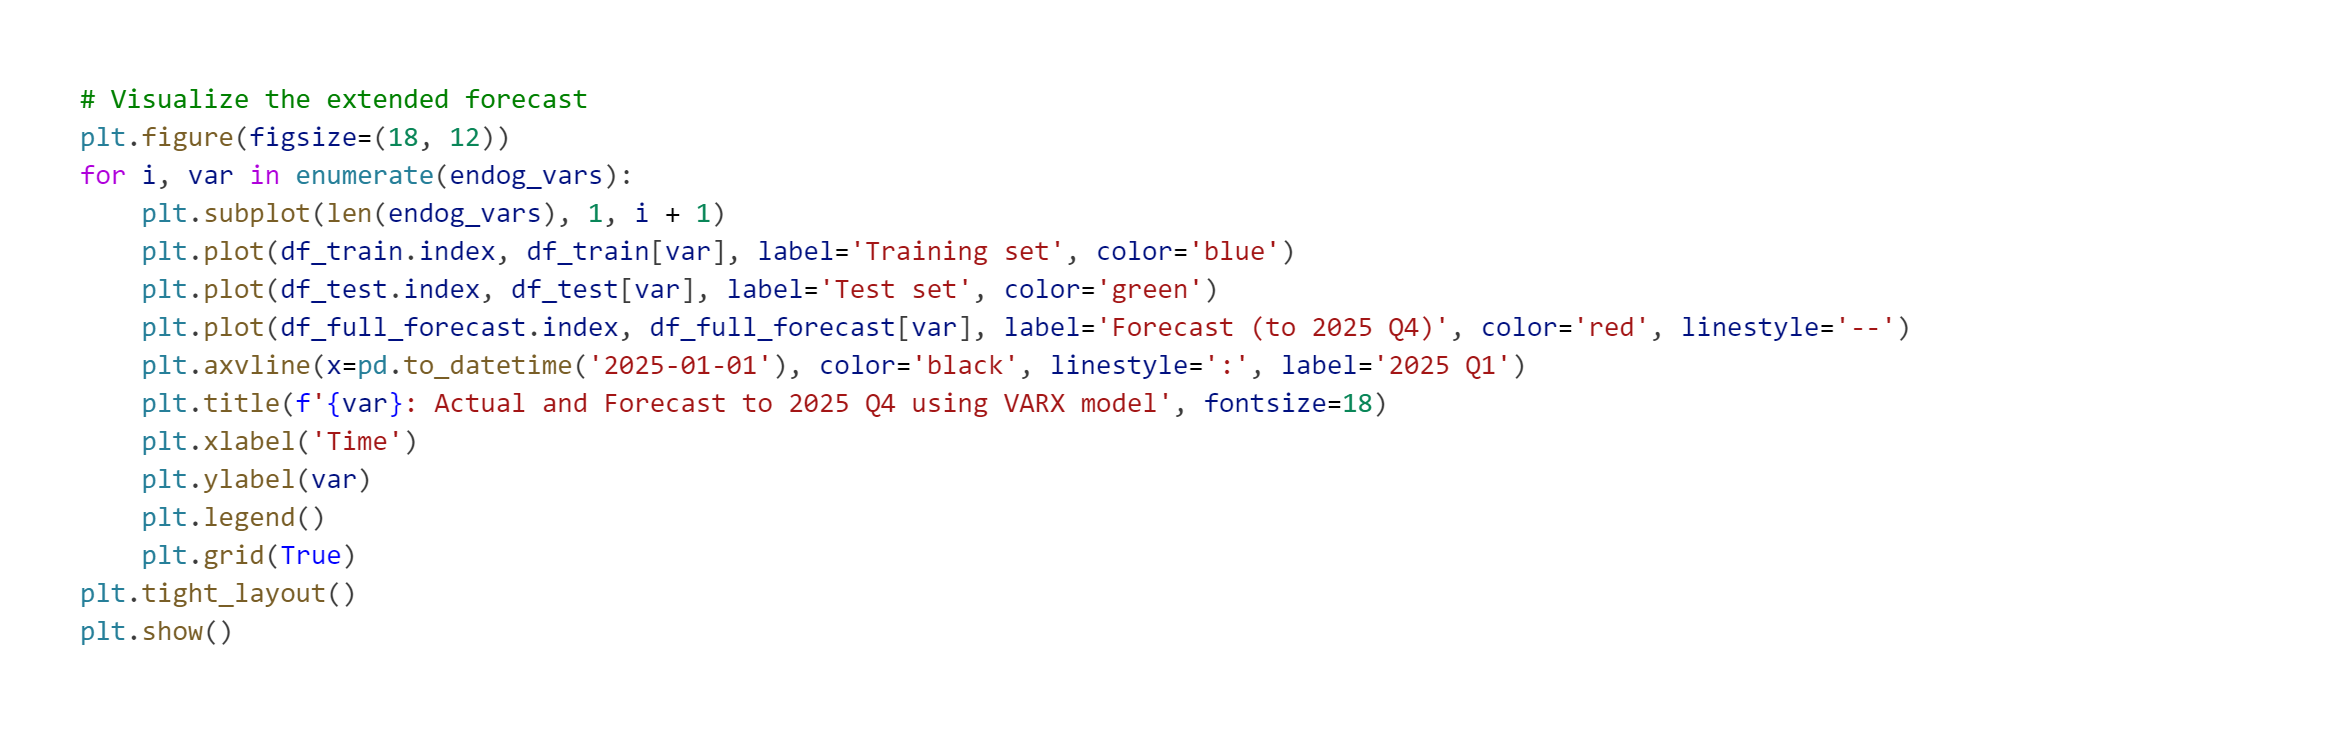 # Visualize the extended forecast
plt.figure(figsize=(18, 12))
for i, var in enumerate(endog_vars):
    plt.subplot(len(endog_vars), 1, i + 1)
    plt.plot(df_train.index, df_train[var], label='Training set', color='blue')
    plt.plot(df_test.index, df_test[var], label='Test set', color='green')
    plt.plot(df_full_forecast.index, df_full_forecast[var], label='Forecast (to 2025 Q4)', color='red', linestyle='--')
    plt.axvline(x=pd.to_datetime('2025-01-01'), color='black', linestyle=':', label='2025 Q1')
    plt.title(f'{var}: Actual and Forecast to 2025 Q4 using VARX model', fontsize=18)
    plt.xlabel('Time')
    plt.ylabel(var)
    plt.legend()
    plt.grid(True)
plt.tight_layout()
plt.show()